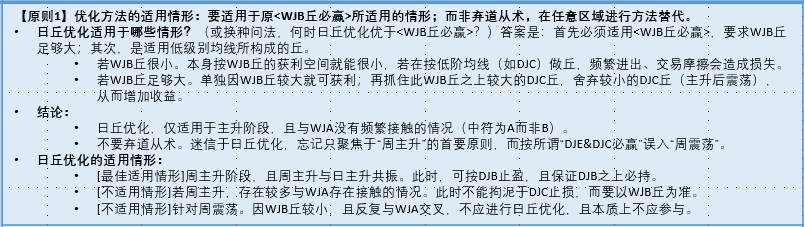 【原则1】优化方法的适用情形：要适用于原<WJB丘必赢>所适用的情形；而非弃道从术，在任意区域进行方法替代。
• 日丘优化适用于哪些情形？（或换种问法，何时日丘优化优于<WJB丘必赢>？）答案是：首先必须适用<WJB丘必赢>，要求WJB丘
足够大；其次，是适用低级别均线所构成的丘。
• 若WJB丘很小。本身按WJB丘的获利空间就能很小，若在按低阶均线（如DJC）做丘，频繁进出、交易摩擦会造成损失。
• 若WJB丘足够大。单独因WJB丘较大就可获利；再抓住此WJB丘之上较大的DJC丘，舍弃较小的DJC丘（主升后震荡），
从而增加收益。
• 结论：
• 日丘优化，仅适用于主升阶段，且与WJA没有频繁接触的情况（中符为A而非B）。
• 不要弃道从术。迷信于日丘优化，忘记只聚焦于“周主升”的首要原则，而按所谓“DJE&DJC必赢”误入“周震荡”。
• 日丘优化的适用情形：
• [最佳适用情形]周主升阶段，且周主升与日主升共振。此时，可按DJB止盈，且保证DJB之上必持。
• [不适用情形]若周主升，存在较多与WJA存在接触的情况。此时不能拘泥于DJC止损，而要以WJB丘为准。
• [不适用情形]针对周震荡。因WJB丘较小，且反复与WJA交叉，不应进行日丘优化，且本质上不应参与。